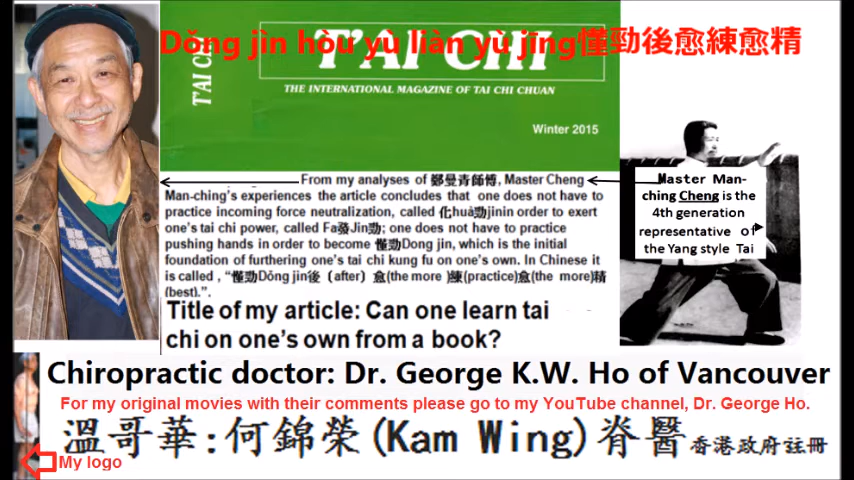 Dǒng jìn hòu yù liàn yù jīng懂勁後愈練愈精
T'AI CHI
T'AI CHI
THE INTERNATIONAL MAGAZINE OF TAI CHI CHUAN
Winter 2015
From my analyses of 鄭曼青師傅, Master Cheng
Man-ching's experiences the article concludes that one does not have to
practice incoming force neutralization, called 化huà勁jìnin order to exert
one's tai chi power, called Fa發Jin勁; one does not have to practice
pushing hands in order to become 懂勁Dong jin, which is the initial
foundation of furthering one's tai chi kung fu on one's own. In Chinese it
is called , "懂勁Dǒng jìn後（after）愈(the more )練(practice)愈(the more)精
(best).".
Title of my article: Can one learn tai
chi on one's own from a book?
Master Man-
ching Cheng is the
4th generation
representative of
the Yang style Tai
Chiropractic doctor: Dr. George K.W. Ho of Vancouver
For my original movies with their comments please go to my YouTube channel, Dr. George Ho.
溫哥華:何錦榮(Kam Wing)脊醫香港政府註冊
My logo